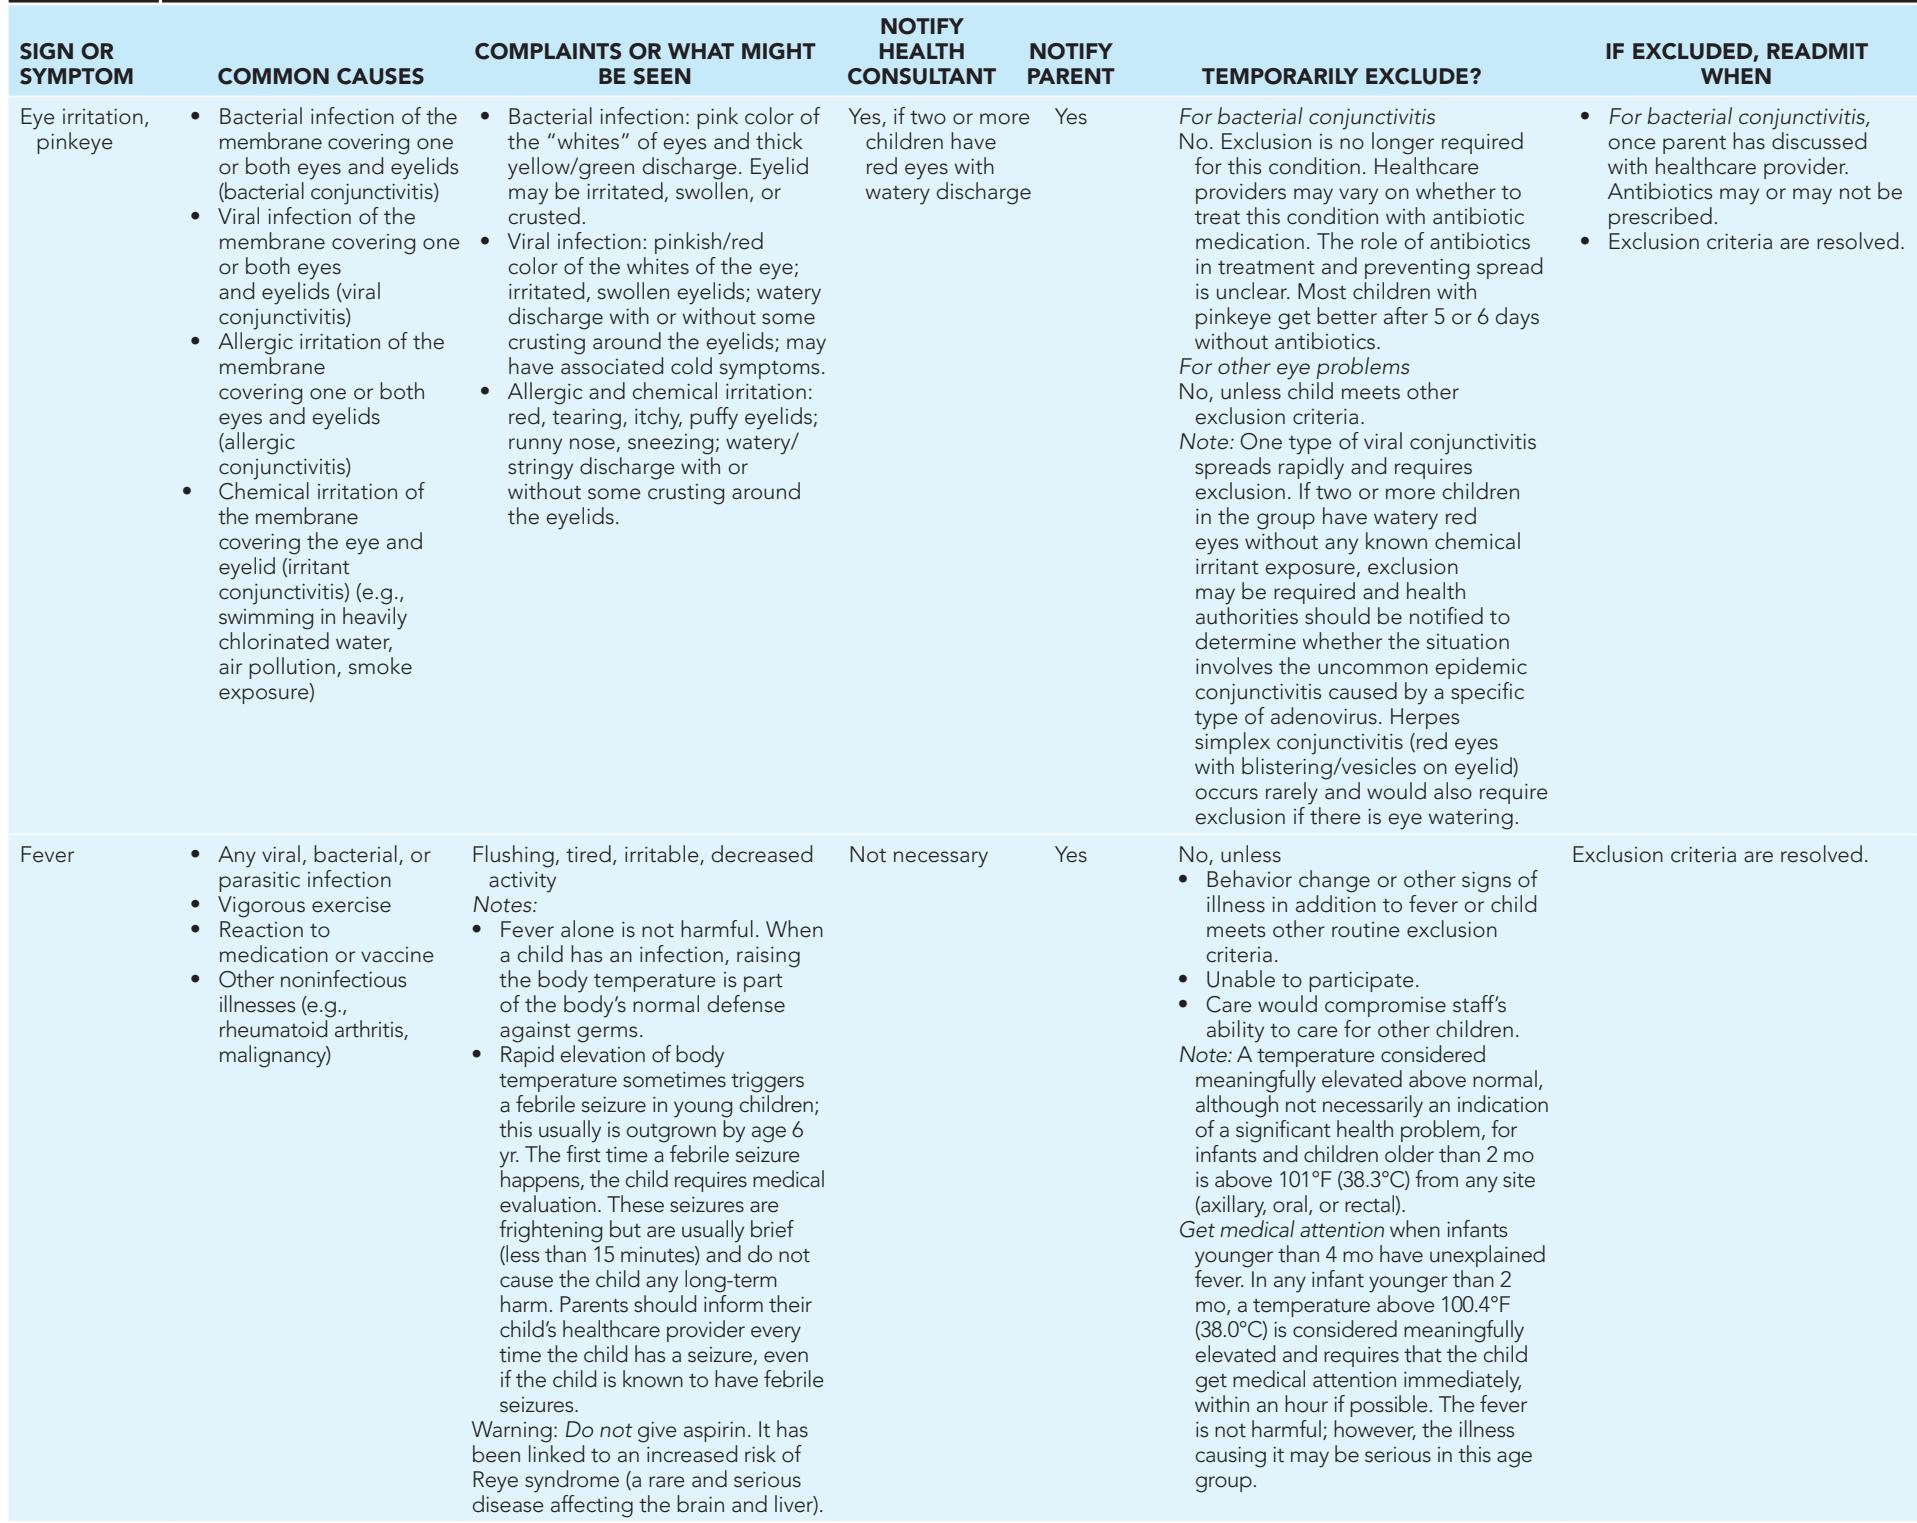 SIGN OR
SYMPTOM
COMMON CAUSES
COMPLAINTS OR WHAT MIGHT
BE SEEN
NOTIFY
HEALTH
CONSULTANT
NOTIFY
PARENT
TEMPORARILY EXCLUDE?
IF EXCLUDED, READMIT
WHEN
Eye irritation,
pinkeye
• Bacterial infection of the
membrane covering one
or both eyes and eyelids
(bacterial conjunctivitis)
• Viral infection of the
membrane covering one
or both eyes
and eyelids (viral
conjunctivitis)
• Allergic irritation of the
membrane
covering one or both
eyes and eyelids
(allergic
conjunctivitis)
• Chemical irritation of
the membrane
covering the eye and
eyelid (irritant
conjunctivitis) (e.g.,
swimming in heavily
chlorinated water,
air pollution, smoke
exposure)
• Bacterial infection: pink color of
the “whites” of eyes and thick
yellow/green discharge. Eyelid
may be irritated, swollen, or
crusted.
• Viral infection: pinkish/red
color of the whites of the eye;
irritated, swollen eyelids; watery
discharge with or without some
crusting around the eyelids; may
have associated cold symptoms.
• Allergic and chemical irritation:
red, tearing, itchy, puffy eyelids;
runny nose, sneezing; watery/
stringy discharge with or
without some crusting around
the eyelids.
Yes, if two or more
children have
red eyes with
watery discharge
Yes
For bacterial conjunctivitis
No. Exclusion is no longer required
for this condition. Healthcare
providers may vary on whether to
treat this condition with antibiotic
medication. The role of antibiotics
in treatment and preventing spread
is unclear. Most children with
pinkeye get better after 5 or 6 days
without antibiotics.
For other eye problems
No, unless child meets other
exclusion criteria.
Note: One type of viral conjunctivitis
spreads rapidly and requires
exclusion. If two or more children
in the group have watery red
eyes without any known chemical
irritant exposure, exclusion
may be required and health
authorities should be notified to
determine whether the situation
involves the uncommon epidemic
conjunctivitis caused by a specific
type of adenovirus. Herpes
simplex conjunctivitis (red eyes
with blistering/vesicles on eyelid)
occurs rarely and would also require
exclusion if there is eye watering.
• For bacterial conjunctivitis,
once parent has discussed
with healthcare provider.
Antibiotics may or may not be
prescribed.
• Exclusion criteria are resolved.
Fever
• Any viral, bacterial, or
parasitic infection
• Vigorous exercise
• Reaction to
medication or vaccine
• Other noninfectious
illnesses (e.g.,
rheumatoid arthritis,
malignancy)
Flushing, tired, irritable, decreased
activity
Notes:
• Fever alone is not harmful. When
a child has an infection, raising
the body temperature is part
of the body’s normal defense
against germs.
• Rapid elevation of body
temperature sometimes triggers
a febrile seizure in young children;
this usually is outgrown by age 6
yr. The first time a febrile seizure
happens, the child requires medical
evaluation. These seizures are
frightening but are usually brief
(less than 15 minutes) and do not
cause the child any long-term
harm. Parents should inform their
child’s healthcare provider every
time the child has a seizure, even
if the child is known to have febrile
seizures.
Warning: Do not give aspirin. It has
been linked to an increased risk of
Reye syndrome (a rare and serious
disease affecting the brain and liver).
Not necessary
Yes
No, unless
• Behavior change or other signs of
illness in addition to fever or child
meets other routine exclusion
criteria.
• Unable to participate.
• Care would compromise staff’s
ability to care for other children.
Note: A temperature considered
meaningfully elevated above normal,
although not necessarily an indication
of a significant health problem, for
infants and children older than 2 mo
is above 101°F (38.3°C) from any site
(axillary, oral, or rectal).
Get medical attention when infants
younger than 4 mo have unexplained
fever. In any infant younger than 2
mo, a temperature above 100.4°F
(38.0°C) is considered meaningfully
elevated and requires that the child
get medical attention immediately,
within an hour if possible. The fever
is not harmful; however, the illness
causing it may be serious in this age
group.
Exclusion criteria are resolved.